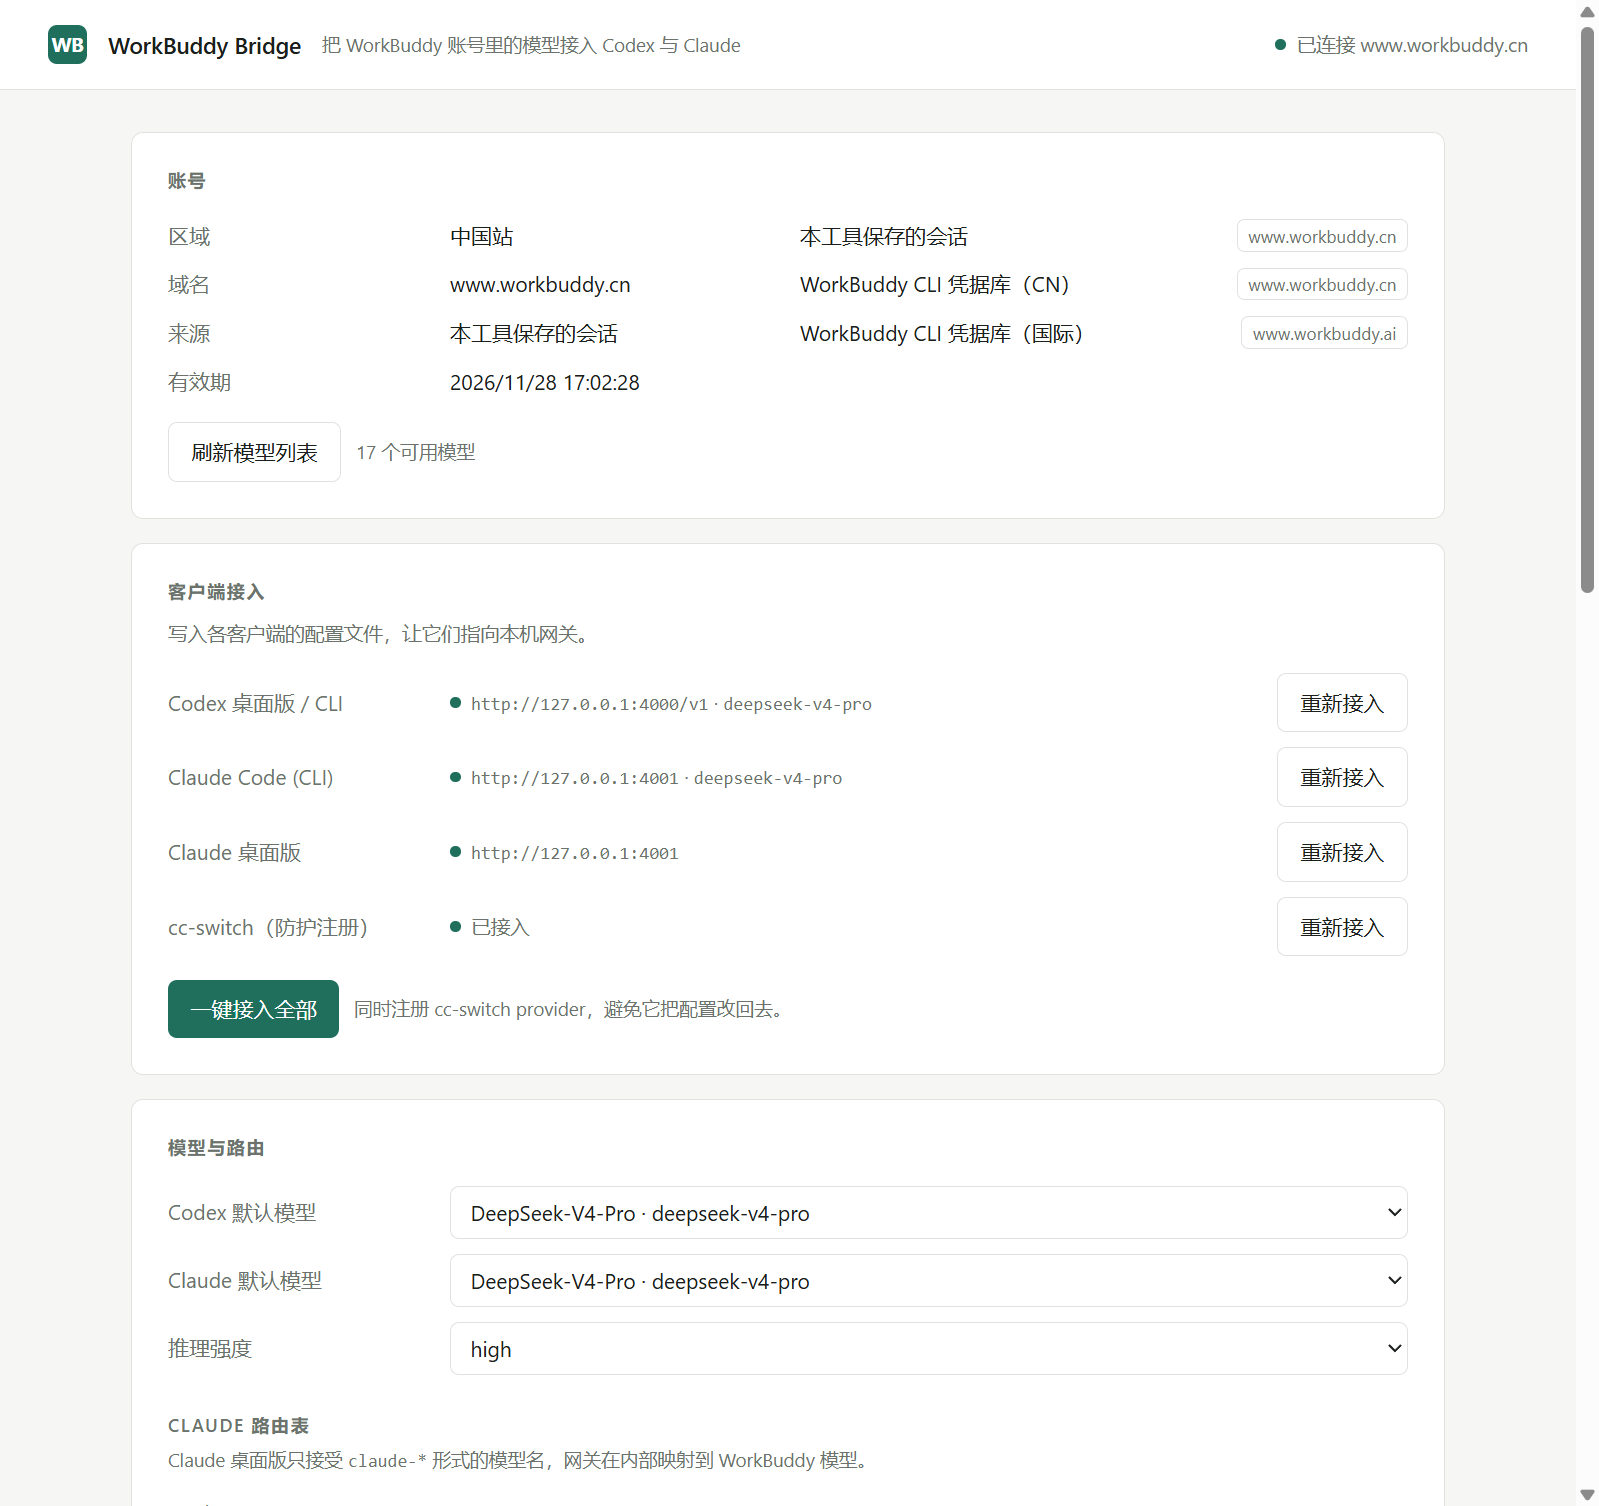 WB WorkBuddy Bridge 把 WorkBuddy 账号里的模型接入 Codex 与 Claude 已连接 www.workbuddy.cn
账号
区域 中国站 本工具保存的会话 www.workbuddy.cn
域名 www.workbuddy.cn WorkBuddy CLI 凭据库（CN） www.workbuddy.cn
来源 本工具保存的会话 WorkBuddy CLI 凭据库（国际） www.workbuddy.ai
有效期 2026/11/28 17:02:28
刷新模型列表 17 个可用模型
客户端接入
写入各客户端的配置文件，让它们指向本机网关。
Codex 桌面版 / CLI http://127.0.0.1:4000/v1 · deepseek-v4-pro 重新接入
Claude Code (CLI) http://127.0.0.1:4001 · deepseek-v4-pro 重新接入
Claude 桌面版 http://127.0.0.1:4001 重新接入
cc-switch（防护注册） 已接入 重新接入
一键接入全部 同时注册 cc-switch provider，避免它把配置改回去。
模型与路由
Codex 默认模型 DeepSeek-V4-Pro · deepseek-v4-pro
Claude 默认模型 DeepSeek-V4-Pro · deepseek-v4-pro
推理强度 high
CLAUDE 路由表
Claude 桌面版只接受 claude-* 形式的模型名，网关在内部映射到 WorkBuddy 模型。